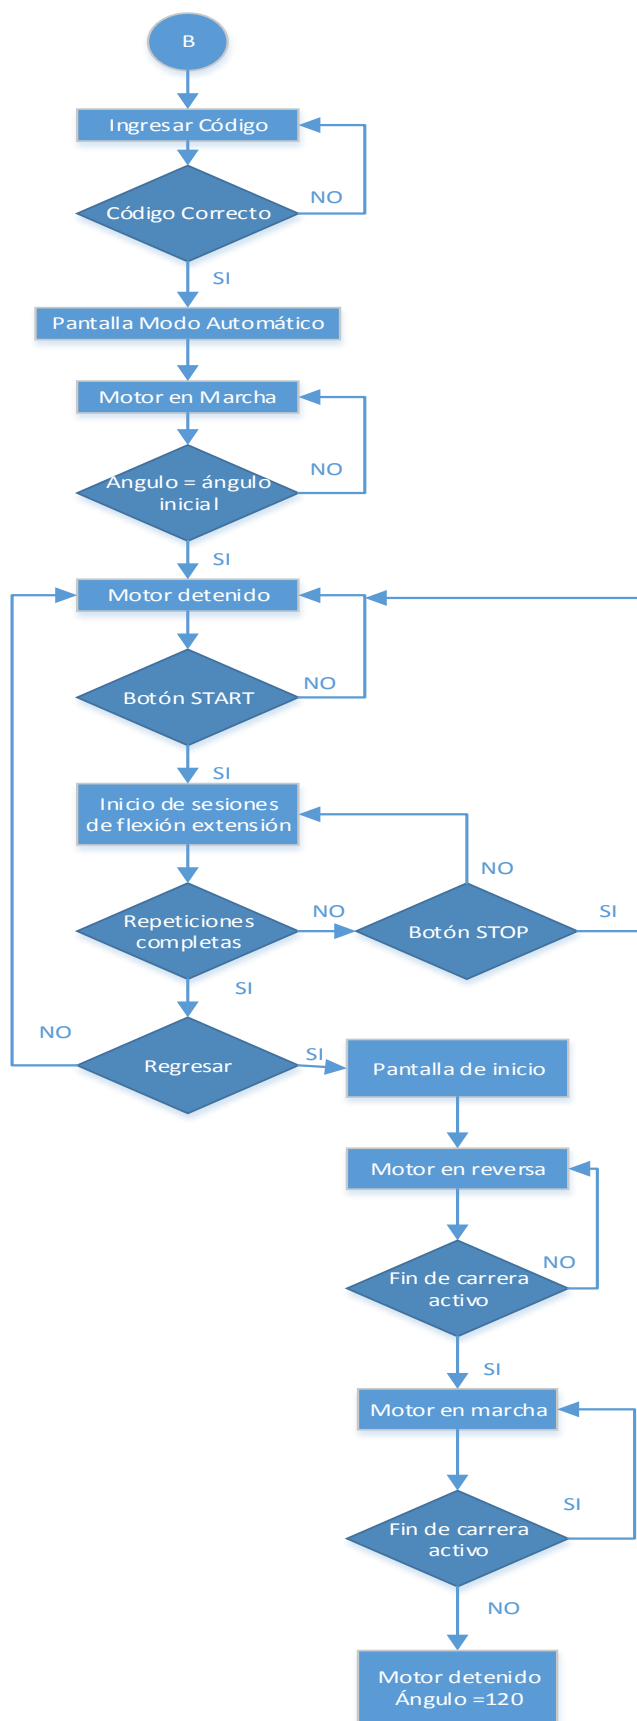 B
Ingresar Código
NO
Código Correcto
SI
Pantalla Modo Automático
Motor en Marcha
NO
Angulo = ángulo
inicial
SI
Motor detenido
NO
Botón START
SI
Inicio de sesiones
de flexión extensión
NO
Repeticiones
completas
NO
Botón STOP
SI
SI
NO
Regresar
SI
Pantalla de inicio
Motor en reversa
NO
Fin de carrera
activo
SI
Motor en marcha
SI
Fin de carrera
activo
NO
Motor detenido
Ángulo =120